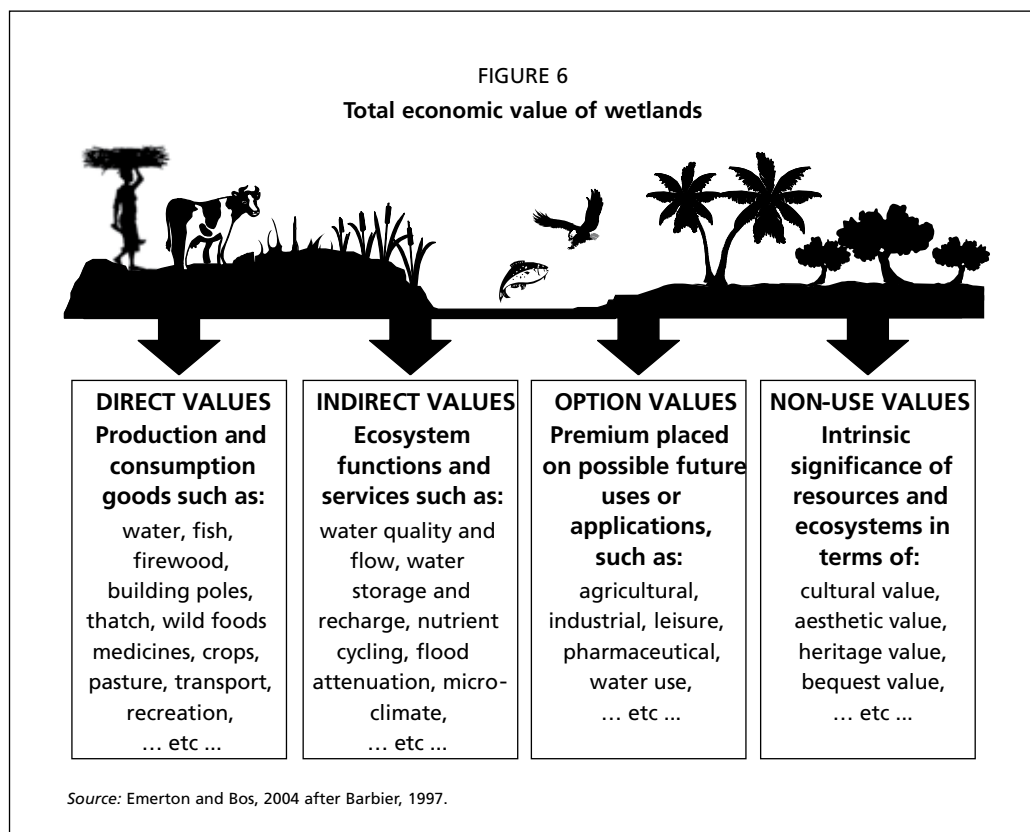 FIGURE 6
Total economic value of wetlands
DIRECT VALUES
Production and
consumption
goods such as:
water, fish,
firewood,
building poles,
thatch, wild foods
medicines, crops,
pasture, transport,
recreation,
… etc ...
INDIRECT VALUES
Ecosystem
functions and
services such as:
water quality and
flow, water
storage and
recharge, nutrient
cycling, flood
attenuation, micro-
climate,
… etc ...
OPTION VALUES
Premium placed
on possible future
uses or
applications,
such as:
agricultural,
industrial, leisure,
pharmaceutical,
water use,
… etc ...
NON-USE VALUES
Intrinsic
significance of
resources and
ecosystems in
terms of:
cultural value,
aesthetic value,
heritage value,
bequest value,
… etc ...
Source: Emerton and Bos, 2004 after Barbier, 1997.